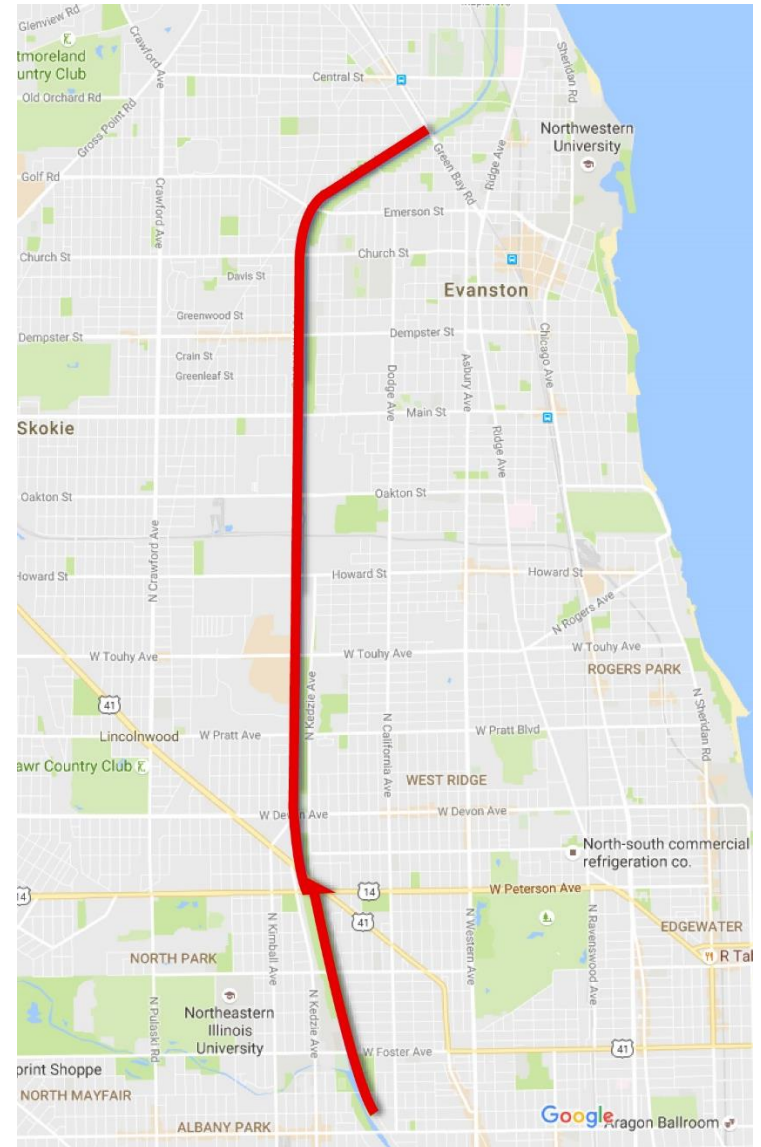 Glenview Rd
tmoreland
untry Club
Crawford Ave
Central St
Old Orchard Rd
Sheridan Rd
Gross Point Rd
Northwestern
University
Green Bay Rd
Ridge Ave
Golf Rd
Crawford Ave
Emerson St
Church St
Church St
Davis St
Evanston
Greenwood St
Dempster St
Dempster St
Chicago Ave
Crain St
Greenleaf St
Dodge Ave
Asbury Ave
Main St
Skokie
Ridge Ave
Oakton St
Oakton St
N Crawford Ave
Howard St
Howard St
Howard St
N Rogers Ave
W Touhy Ave
W Touhy Ave
W Touhy Ave
ROGERS PARK
N Kedzie Ave
N Sheridan Rd
41
Lincolnwood
W Pratt Ave
N California Ave
W Pratt Blvd
awr Country Club
WEST RIDGE
W Devon Ave
W Devon Ave
North-south commercial
refrigeration co.
14
14
W Peterson Ave
41
N Kimball Ave
N Western Ave
N Ravenswood Ave
EDGEWATER
NORTH PARK
R Tal
N Pulaski Rd
N Kedzie Ave
Northeastern
Illinois
University
W Foster Ave
41
print Shoppe
NORTH MAYFAIR
ALBANY PARK
Google
Aragon Ballroom